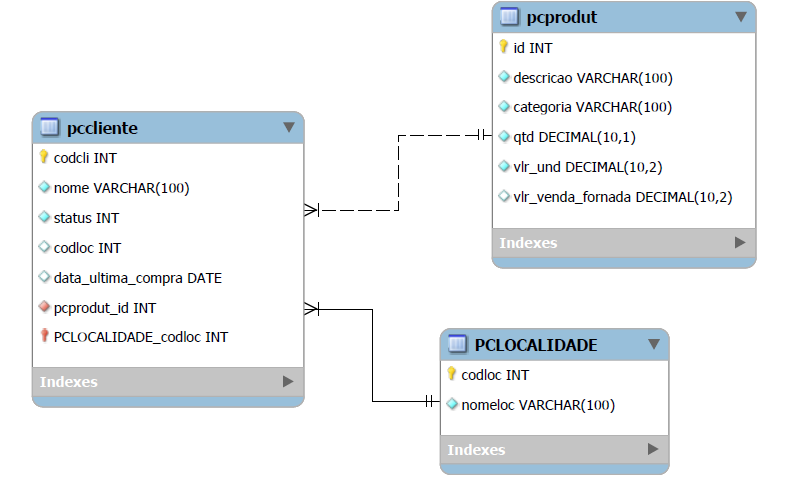 pccliente
codcli INT
nome VARCHAR(100)
status INT
codloc INT
data_ultima_compra DATE
pcprodut_id INT
PCLOCALIDADE_codloc INT
Indexes
pcprodut
id INT
descricao VARCHAR(100)
categoria VARCHAR(100)
qtd DECIMAL(10,1)
vlr_und DECIMAL(10,2)
vlr_venda_fornada DECIMAL(10,2)
Indexes
PCLOCALIDADE
codloc INT
nomeloc VARCHAR(100)
Indexes